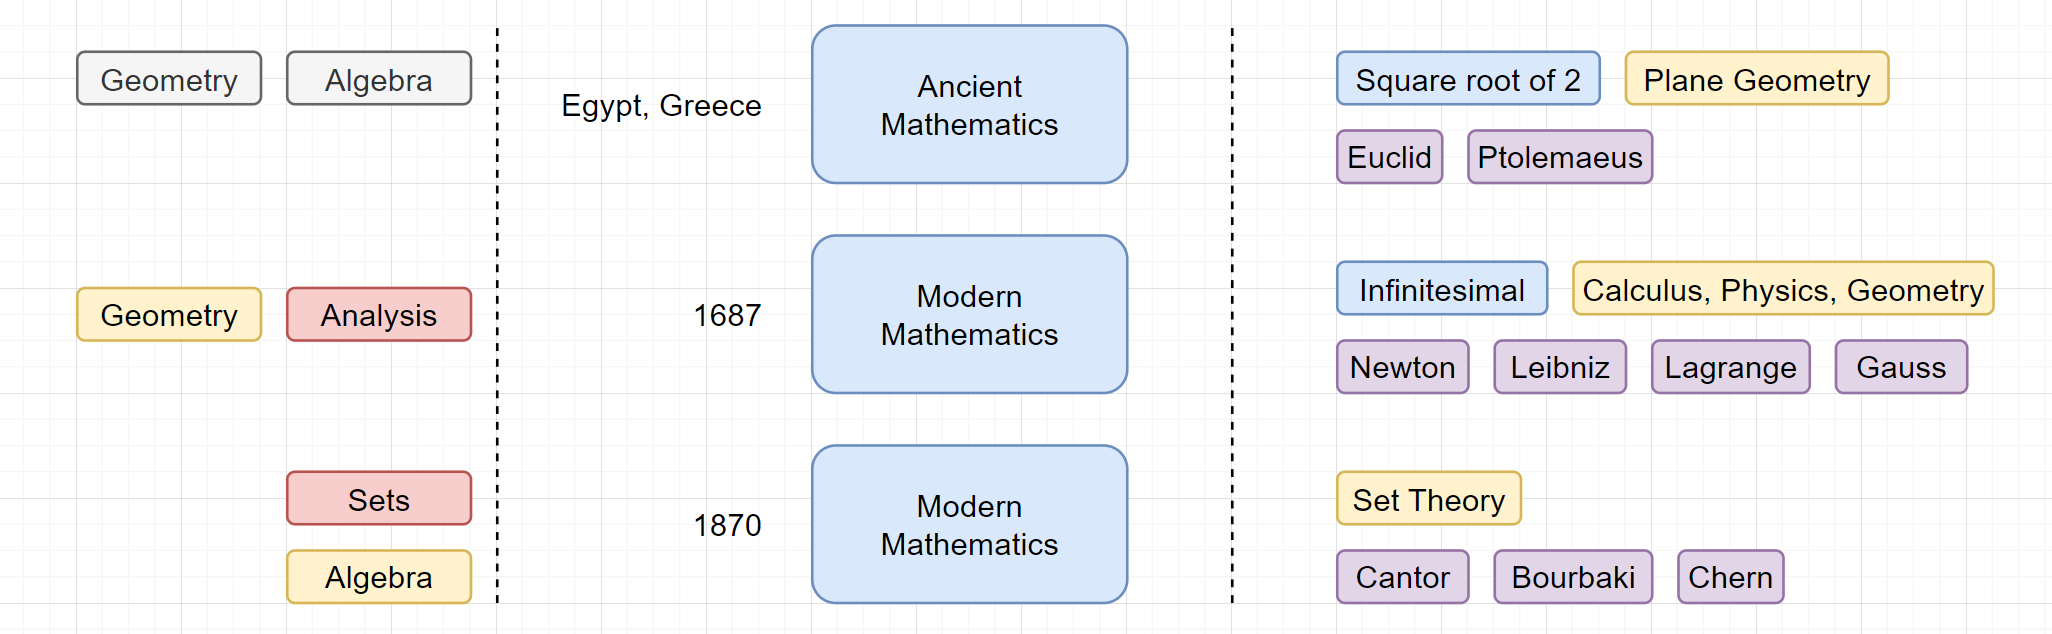 Geometry
Algebra
Egypt, Greece
Ancient
Mathematics
Square root of 2
Plane Geometry
Euclid
Ptolemaeus
Geometry
Analysis
1687
Modern
Mathematics
Infinitesimal
Calculus, Physics, Geometry
Newton
Leibniz
Lagrange
Gauss
Sets
Algebra
1870
Modern
Mathematics
Set Theory
Cantor
Bourbaki
Chern